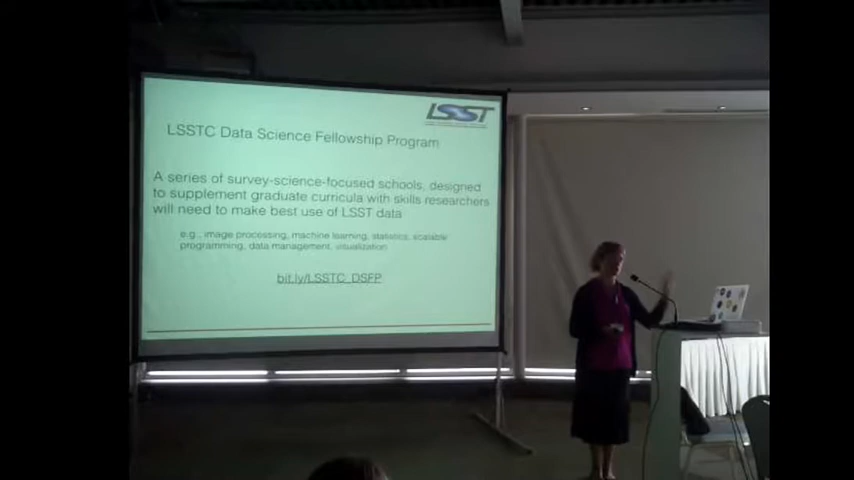 LSST
LSSTC Data Science Fellowship Program
A series of survey-science-focused schools, designed
to supplement graduate curricula with skills researchers
will need to make best use of LSST data
e.g., image processing, machine learning, statistics, scalable
programming, data management, visualization
bit.ly/LSSTC_DSFP